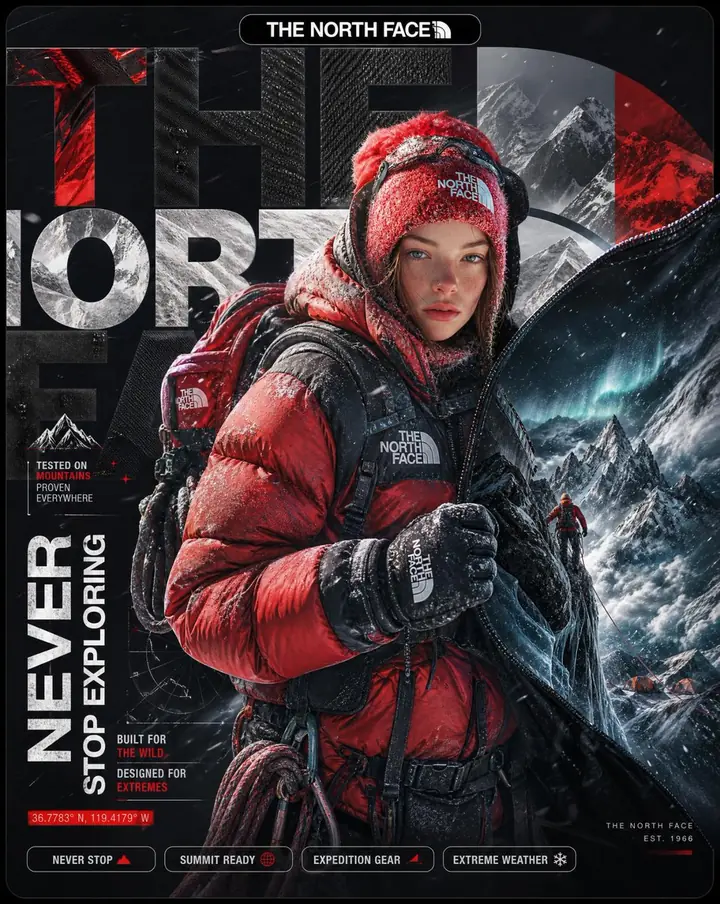 THE NORTH FACE
THE
NORT
FA
THE
NORTH
FACE
THE
NORTH
FACE
THE
NORTH
FACE
THE
NORTH
FACE
TESTED ON
MOUNTAINS
PROVEN
EVERYWHERE
NEVER
STOP EXPLORING
BUILT FOR
THE WILD
DESIGNED FOR
EXTREMES
36.7783° N, 119.4179° W
THE NORTH FACE
EST. 1966
NEVER STOP
SUMMIT READY
EXPEDITION GEAR
EXTREME WEATHER